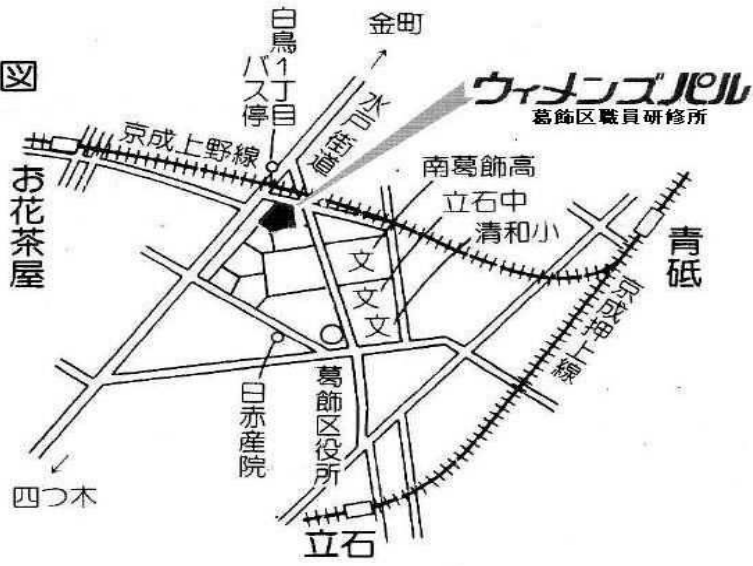 金町
図
白鳥1丁目
バス停
水戸街道
ウィメンズパル
葛飾区職員研修所
京成上野線
お花茶屋
南葛飾高
立石中
清和小
文
文
文
青砥
京成押上線
日赤産院
葛飾区役所
四つ木
立石